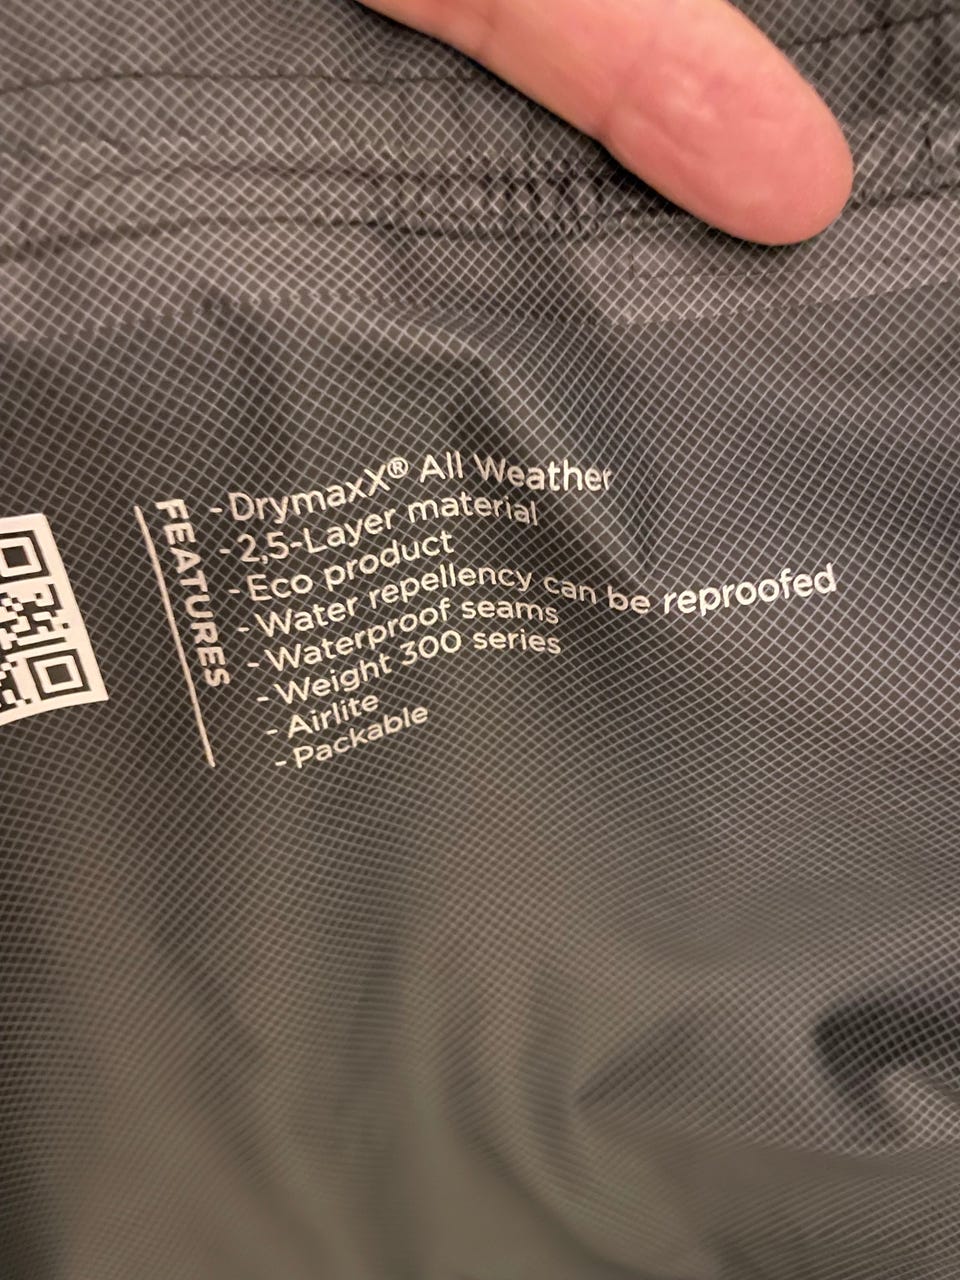 FEATURES
- DrymaxX® All Weather
- 2,5-Layer material
- Eco product
- Water repellency can be reproofed
- Waterproof seams
- Weight 300 series
- Airlite
- Packable